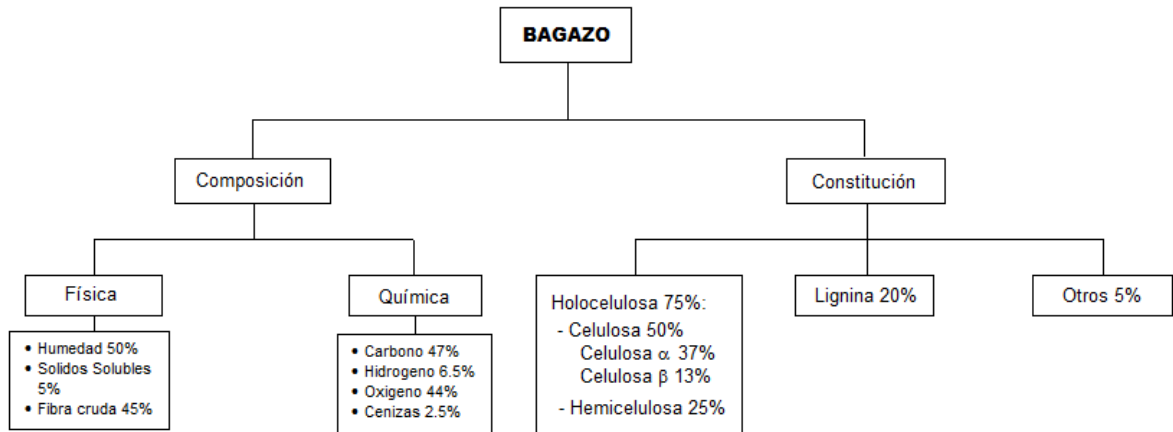 BAGAZO
Composición
Constitución
Física
Química
Holocelulosa 75%:
- Celulosa 50%
Celulosa α 37%
Celulosa β 13%
- Hemicelulosa 25%
Lignina 20%
Otros 5%
• Humedad 50%
• Solidos Solubles
5%
• Fibra cruda 45%
• Carbono 47%
• Hidrogeno 6.5%
• Oxigeno 44%
• Cenizas 2.5%